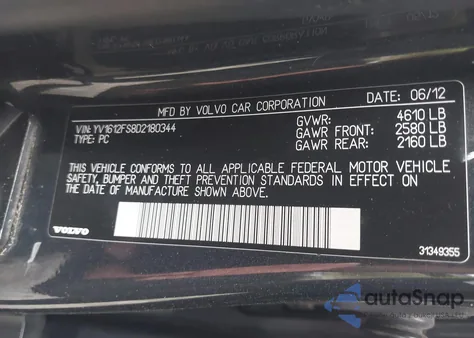 MFD BY VOLVO CAR CORPORATION
DATE: 06/12
VIN: YV1612FS8D2180344
TYPE: PC
GVWR: 4610 LB
GAWR FRONT: 2580 LB
GAWR REAR: 2160 LB
THIS VEHICLE CONFORMS TO ALL APPLICABLE FEDERAL MOTOR VEHICLE
SAFETY, BUMPER AND THEFT PREVENTION STANDARDS IN EFFECT ON
THE DATE OF MANUFACTURE SHOWN ABOVE.
VOLVO
31349355
autoSnap